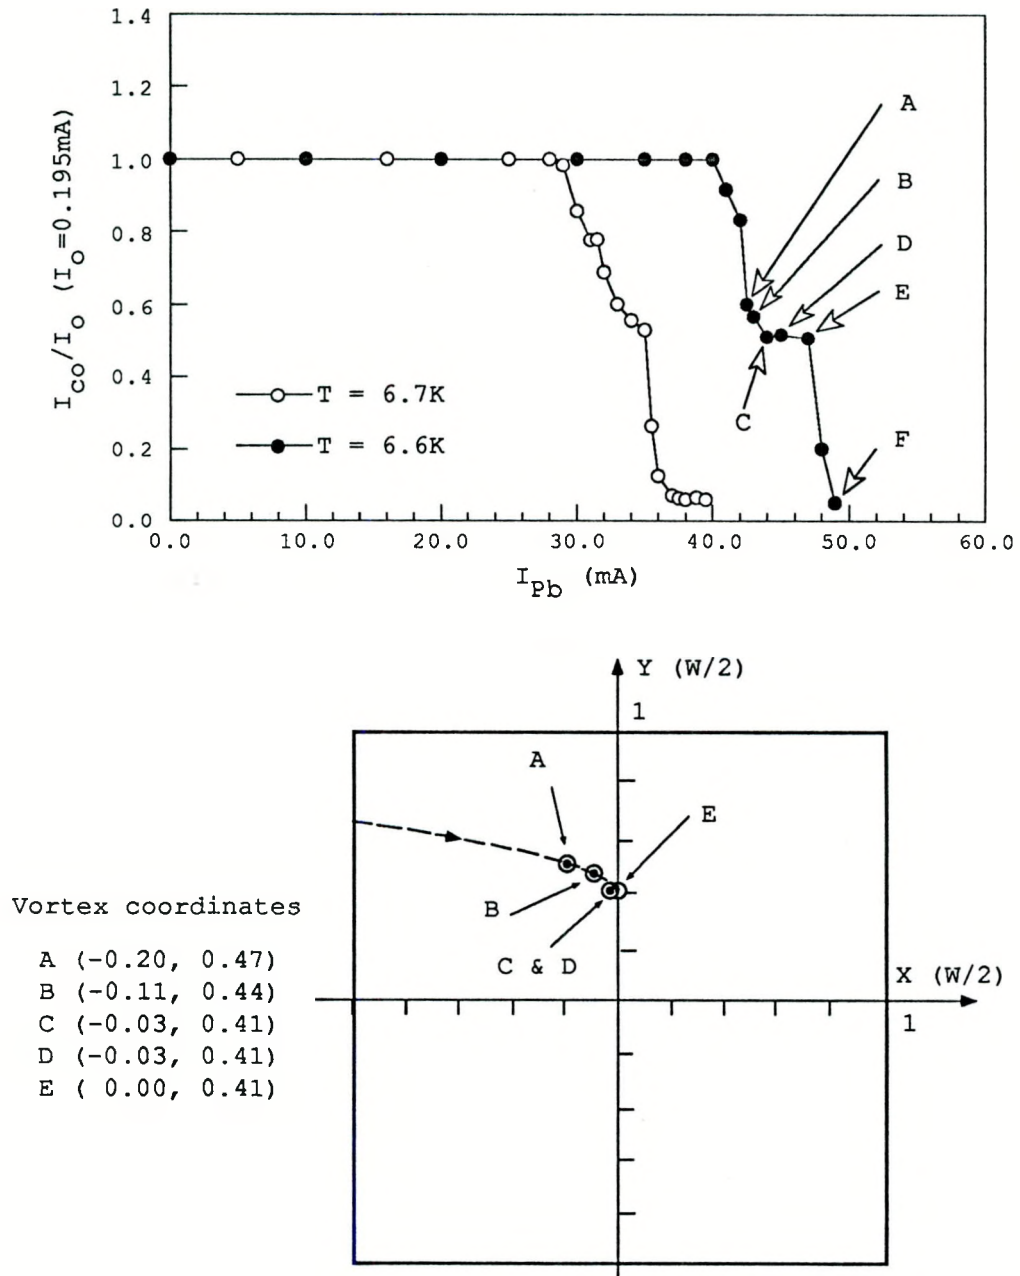 1.4
1.2
1.0
0.8
0.6
0.4
0.2
0.0
I_co/I_o (I_o=0.195mA)
A
B
D
E
C
F
T = 6.7K
T = 6.6K
0.0 10.0 20.0 30.0 40.0 50.0 60.0
I_Pb (mA)
Y (W/2)
1
A
E
B
C & D
X (W/2)
1
Vortex coordinates
A (-0.20, 0.47)
B (-0.11, 0.44)
C (-0.03, 0.41)
D (-0.03, 0.41)
E ( 0.00, 0.41)